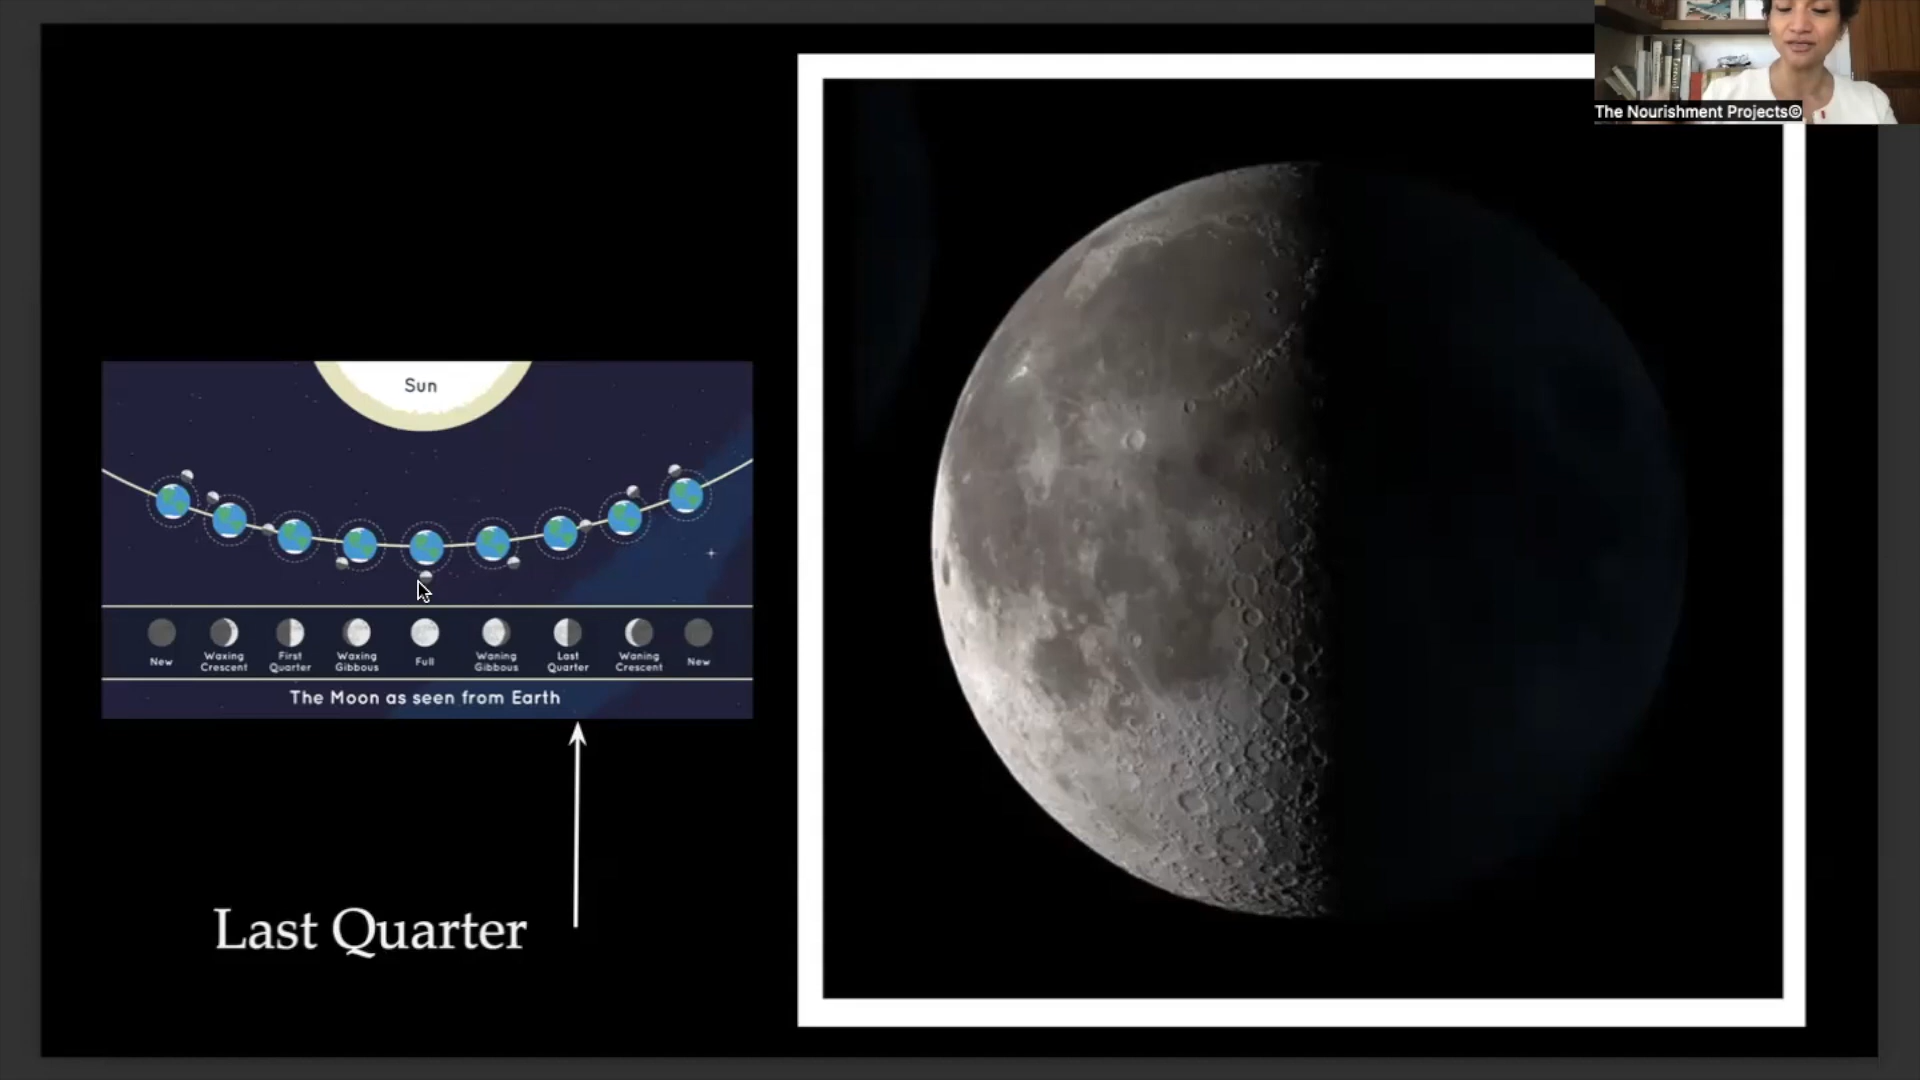 The Nourishment Projects©
Sun
New
Waxing
Crescent
First
Quarter
Waxing
Gibbous
Full
Waning
Gibbous
Last
Quarter
Waning
Crescent
New
The Moon as seen from Earth
Last Quarter